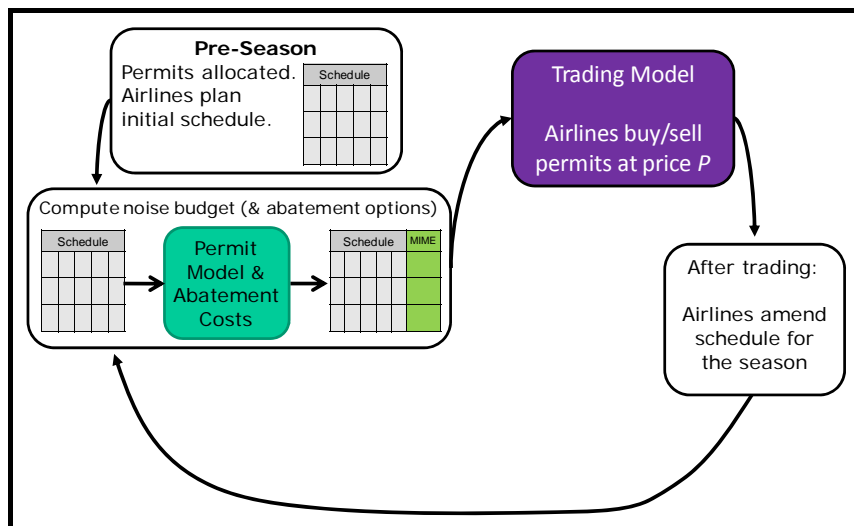 Pre-Season
Permits allocated.
Airlines plan
initial schedule.
Schedule
Compute noise budget (& abatement options)
Schedule
Permit
Model &
Abatement
Costs
Schedule
MIME
Trading Model
Airlines buy/sell
permits at price P
After trading:
Airlines amend
schedule for
the season